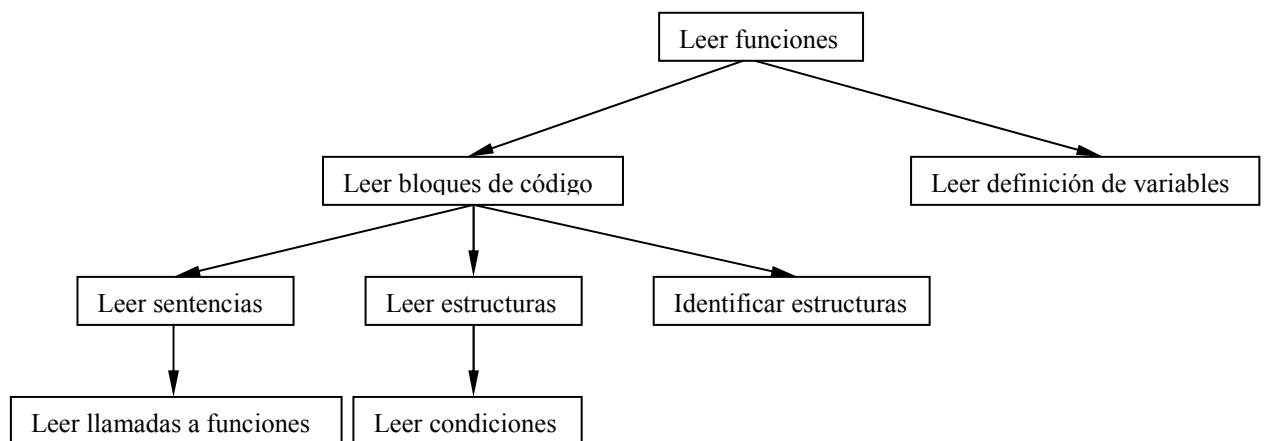 Leer funciones
Leer bloques de código
Leer definición de variables
Leer sentencias
Leer estructuras
Identificar estructuras
Leer llamadas a funciones
Leer condiciones